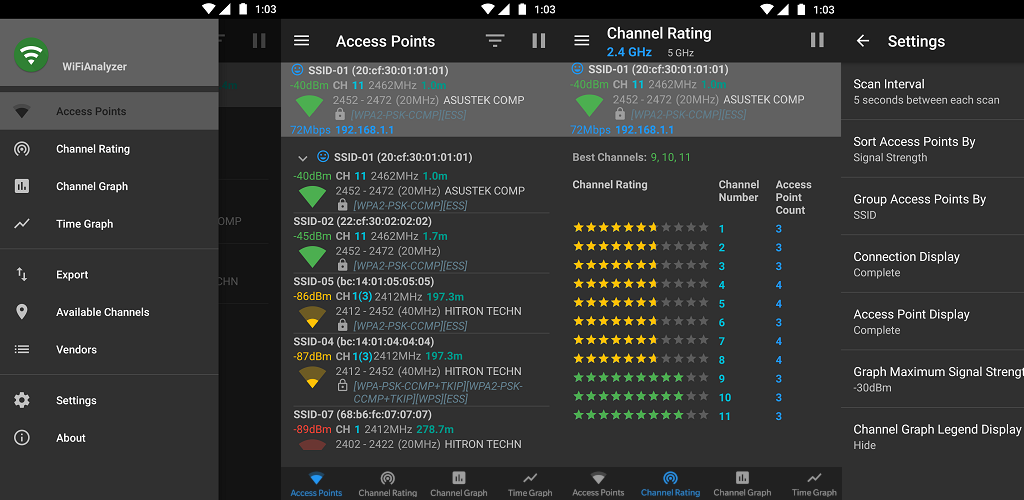 1:03
WiFiAnalyzer
Access Points
Channel Rating
Channel Graph
Time Graph
Export
Available Channels
Vendors
Settings
About
OMP
CHN
1:03
Access Points
SSID-01 (20:cf:30:01:01:01)
-40dBm CH 11 2462MHz 1.0m
2452 - 2472 (20MHz) ASUSTEK COMP
[WPA2-PSK-CCMP][ESS]
72Mbps 192.168.1.1
SSID-01 (20:cf:30:01:01:01)
-40dBm CH 11 2462MHz 1.0m
2452 - 2472 (20MHz) ASUSTEK COMP
[WPA2-PSK-CCMP][ESS]
SSID-02 (22:cf:30:02:02:02)
-45dBm CH 11 2462MHz 1.7m
2452 - 2472 (20MHz)
[WPA2-PSK-CCMP][ESS]
SSID-05 (bc:14:01:05:05:05)
-86dBm CH 1(3) 2412MHz 197.3m
2412 - 2452 (40MHz) HITRON TECHN
[WPA2-PSK-CCMP][ESS]
SSID-04 (bc:14:01:04:04:04)
-87dBm CH 1(3) 2412MHz 197.3m
2412 - 2452 (40MHz) HITRON TECHN
[WPA-PSK-CCMP+TKIP][WPA2-PSK-
CCMP+TKIP][WPS][ESS]
SSID-07 (68:b6:fc:07:07:07)
-89dBm CH 1 2412MHz 278.7m
2402 - 2422 (20MHz) HITRON TECHN
Access Points Channel Rating Channel Graph Time Graph
1:03
Channel Rating
2.4 GHz 5 GHz
SSID-01 (20:cf:30:01:01:01)
-40dBm CH 11 2462MHz 1.0m
2452 - 2472 (20MHz) ASUSTEK COMP
[WPA2-PSK-CCMP][ESS]
72Mbps 192.168.1.1
Best Channels: 9, 10, 11
Channel Rating Channel Number Access Point Count
1 3
2 3
3 3
4 4
5 4
6 3
7 4
8 4
9 3
10 3
11 3
Access Points Channel Rating Channel Graph Time Graph
1:03
Settings
Scan Interval
5 seconds between each scan
Sort Access Points By
Signal Strength
Group Access Points By
SSID
Connection Display
Complete
Access Point Display
Complete
Graph Maximum Signal Strengt
-30dBm
Channel Graph Legend Display
Hide